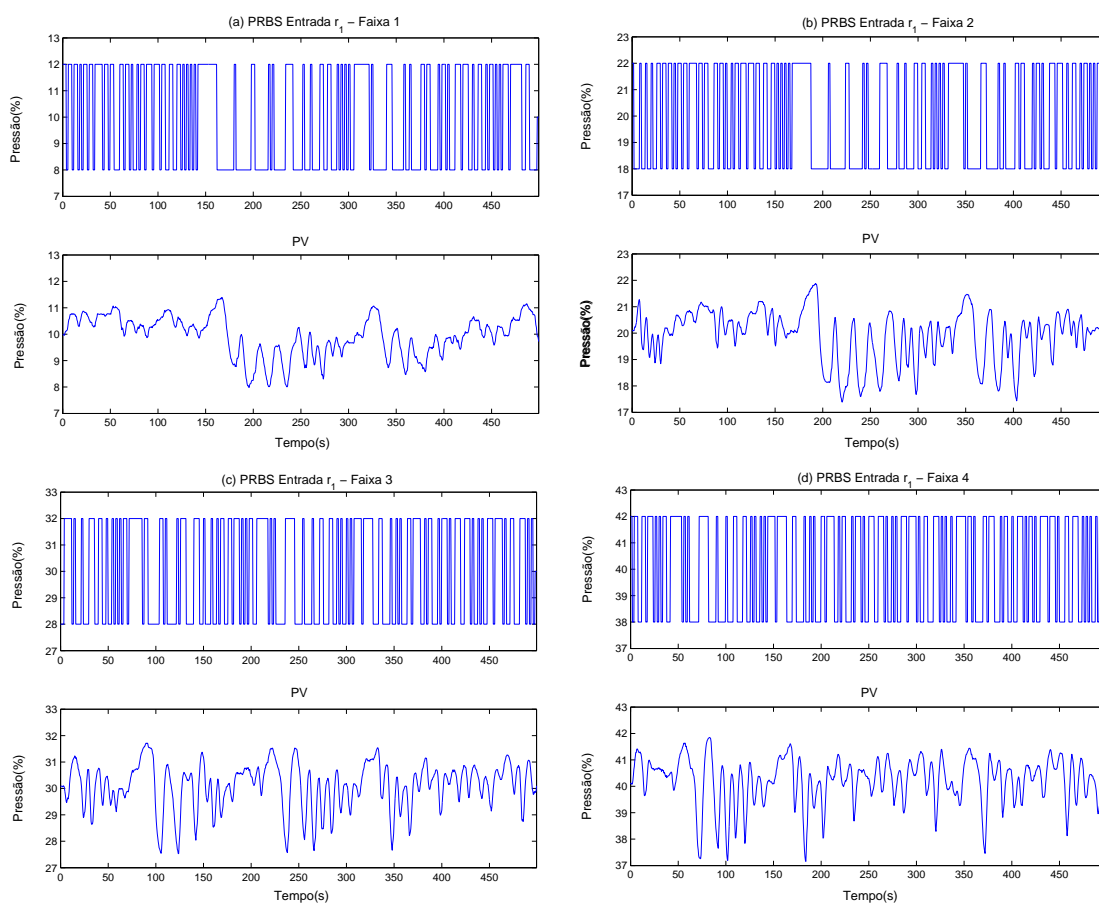 (a) PRBS Entrada r1 – Faixa 1
13
12
11
10
9
8
7
Pressão(%)
0 50 100 150 200 250 300 350 400 450
PV
13
12
11
10
9
8
7
Pressão(%)
0 50 100 150 200 250 300 350 400 450
Tempo(s)
(b) PRBS Entrada r1 – Faixa 2
23
22
21
20
19
18
17
Pressão(%)
0 50 100 150 200 250 300 350 400 450
PV
23
22
21
20
19
18
17
Pressão(%)
0 50 100 150 200 250 300 350 400 450
Tempo(s)
(c) PRBS Entrada r1 – Faixa 3
33
32
31
30
29
28
27
Pressão(%)
0 50 100 150 200 250 300 350 400 450
PV
33
32
31
30
29
28
27
Pressão(%)
0 50 100 150 200 250 300 350 400 450
Tempo(s)
(d) PRBS Entrada r1 – Faixa 4
43
42
41
40
39
38
37
Pressão(%)
0 50 100 150 200 250 300 350 400 450
PV
43
42
41
40
39
38
37
Pressão(%)
0 50 100 150 200 250 300 350 400 450
Tempo(s)